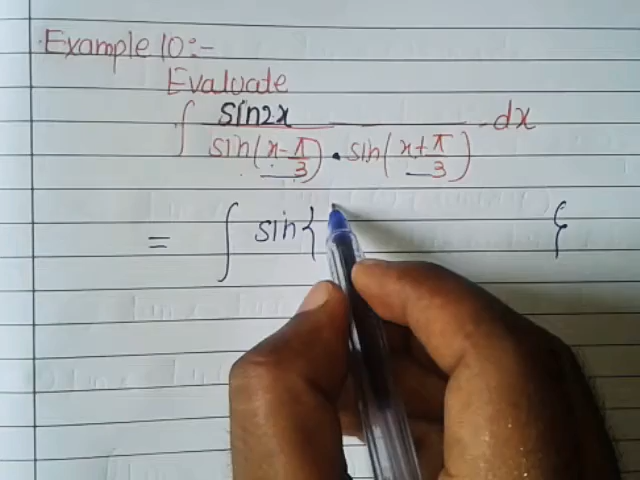 Example 10:-
Evaluate
∫ sin2x / sin(x-π/3) · sin(x+π/3) dx
= ∫ sin{ }